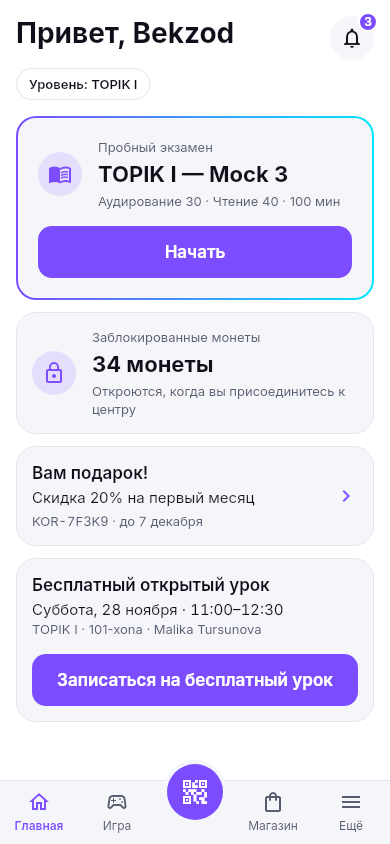 Привет, Bekzod
3
Уровень: TOPIK I
Пробный экзамен
TOPIK I — Mock 3
Аудирование 30 · Чтение 40 · 100 мин
Начать
Заблокированные монеты
34 монеты
Откроются, когда вы присоединитесь к
центру
Вам подарок!
Скидка 20% на первый месяц
KOR-7F3K9 · до 7 декабря
Бесплатный открытый урок
Суббота, 28 ноября · 11:00–12:30
TOPIK I · 101-xona · Malika Tursunova
Записаться на бесплатный урок
Главная
Игра
Магазин
Ещё